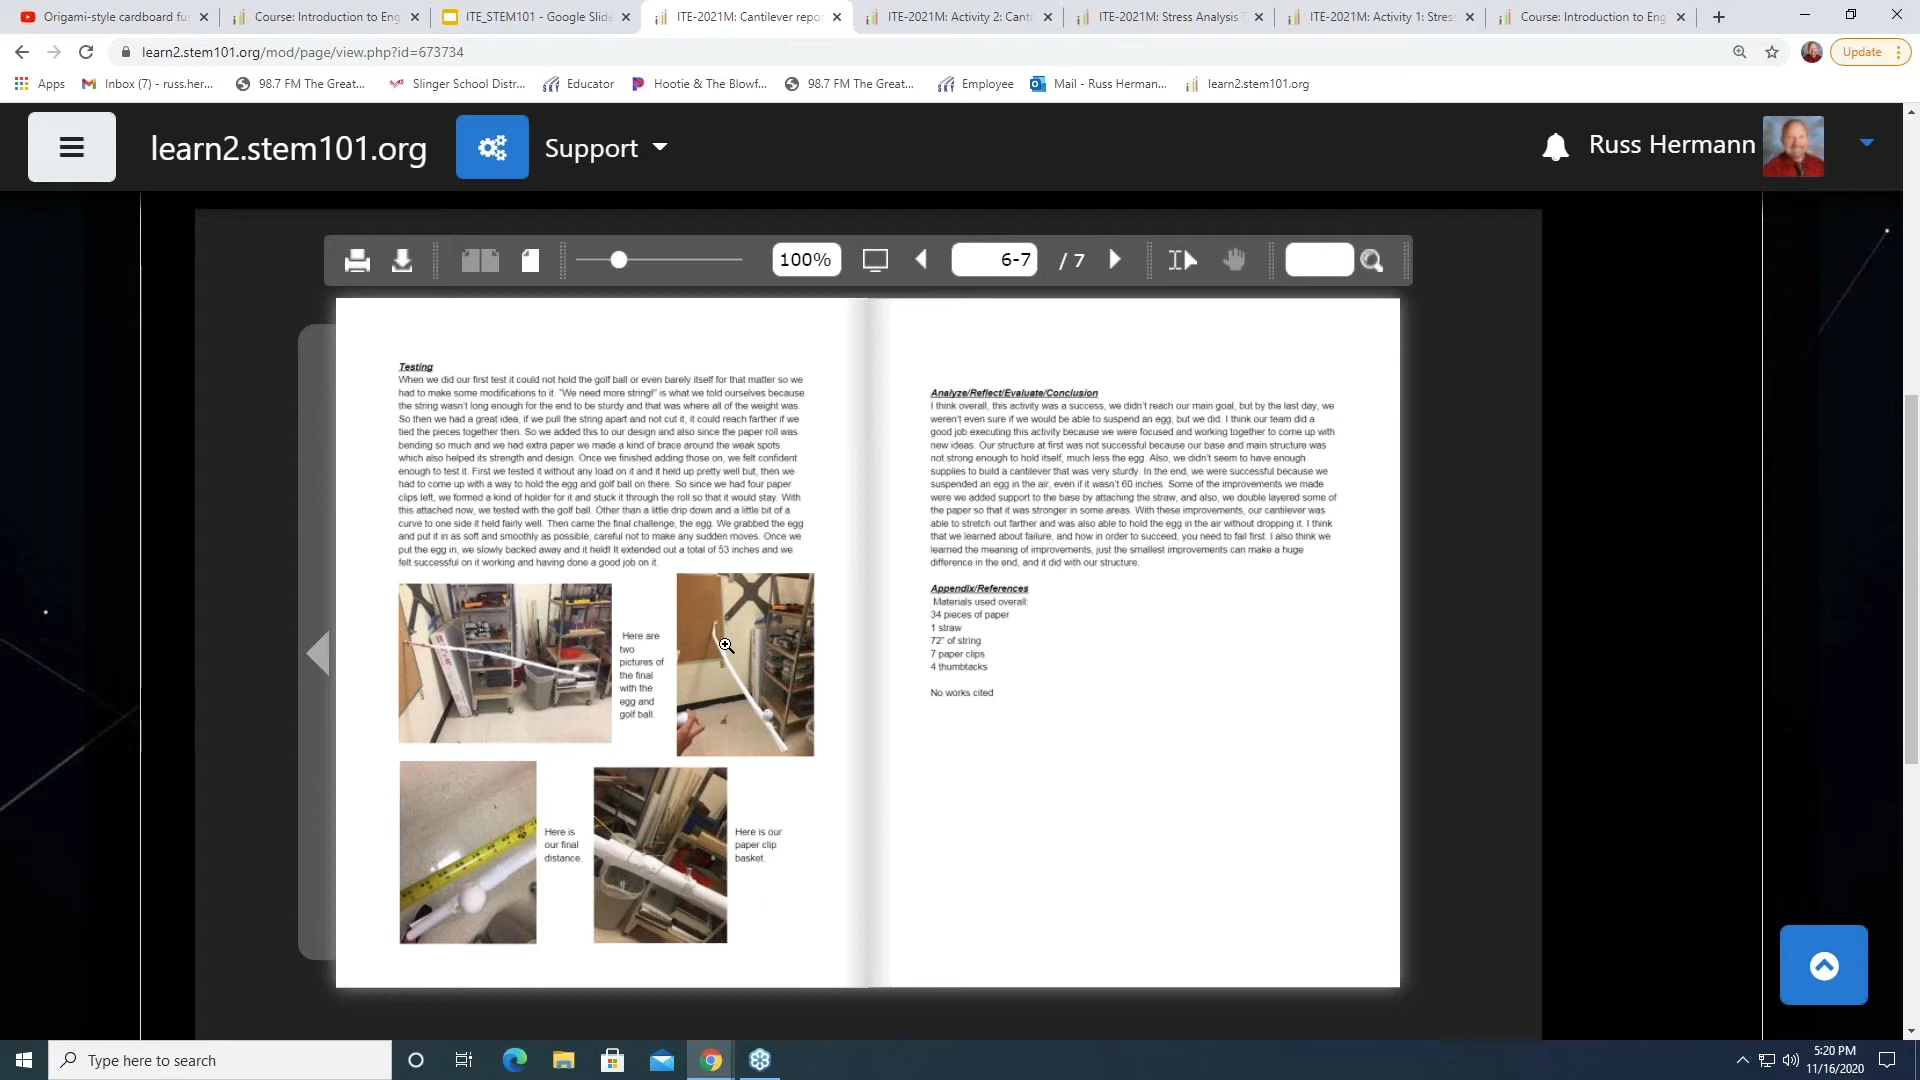 Origami-style cardboard fu
Course: Introduction to Eng
ITE_STEM101 - Google Slide
ITE-2021M: Cantilever repo
ITE-2021M: Activity 2: Canti
ITE-2021M: Stress Analysis
ITE-2021M: Activity 1: Stres
Course: Introduction to Eng
learn2.stem101.org/mod/page/view.php?id=673734
Update
Apps
Inbox (7) - russ.her...
98.7 FM The Great...
Slinger School Distr...
Educator
Hootie & The Blowf...
98.7 FM The Great...
Employee
Mail - Russ Herman...
learn2.stem101.org
learn2.stem101.org
Support
Russ Hermann
100%
6-7
/ 7
Testing
When we did our first test it could not hold the golf ball or even barely itself for that matter so we
had to make some modifications to it. "We need more string!" is what we told ourselves because
the string wasn't long enough for the end to be sturdy and that was where all of the weight was.
So then we had a great idea, if we pull the string apart and not cut it, it could reach farther if we
tied the pieces together then. So we added this to our design and also since the paper roll was
bending so much and we had extra paper we made a kind of brace around the weak spots
which also helped its strength and design. Once we finished adding those on, we felt confident
enough to test it. First we tested it without any load on it and it held up pretty well but, then we
had to come up with a way to hold the egg and golf ball on there. So since we had four paper
clips left, we formed a kind of holder for it and stuck it through the roll so that it would stay. With
this attached now, we tested with the golf ball. Other than a little drip down and a little bit of a
curve to one side it held fairly well. Then came the final challenge, the egg. We grabbed the egg
and put it in as soft and smoothly as possible, careful not to make any sudden moves. Once we
put the egg in, we slowly backed away and it held! It extended out a total of 53 inches and we
felt successful on it working and having done a good job on it.
Here are
two
pictures of
the final
with the
egg and
golf ball.
Here is
our final
distance.
Here is our
paper clip
basket.
Analyze/Reflect/Evaluate/Conclusion
I think overall, this activity was a success, we didn't reach our main goal, but by the last day, we
weren't even sure if we would be able to suspend an egg, but we did. I think our team did a
good job executing this activity because we were focused and working together to come up with
new ideas. Our structure at first was not successful because our base and main structure was
not strong enough to hold itself, much less the egg. Also, we didn't seem to have enough
supplies to build a cantilever that was very sturdy. In the end, we were successful because we
suspended an egg in the air, even if it wasn't 60 inches. Some of the improvements we made
were we added support to the base by attaching the straw, and also, we double layered some of
the paper so that it was stronger in some areas. With these improvements, our cantilever was
able to stretch out farther and was also able to hold the egg in the air without dropping it. I think
that we learned about failure, and how in order to succeed, you need to fail first. I also think we
learned the meaning of improvements, just the smallest improvements can make a huge
difference in the end, and it did with our structure.
Appendix/References
Materials used overall:
34 pieces of paper
1 straw
72" of string
7 paper clips
4 thumbtacks
No works cited
Type here to search
5:20 PM
11/16/2020